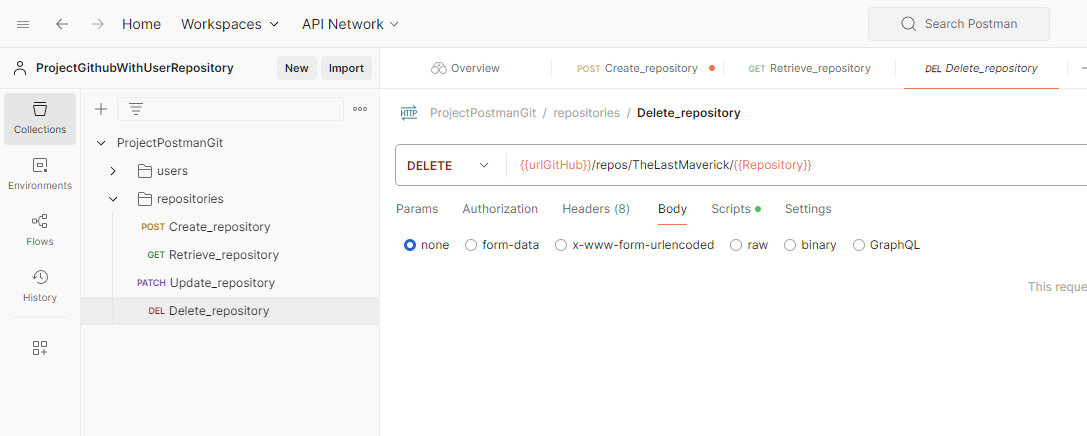 Home Workspaces API Network Search Postman
ProjectGithubWithUserRepository New Import
Overview POST Create_repository GET Retrieve_repository DEL Delete_repository
Collections
Environments
Flows
History
ProjectPostmanGit
users
repositories
POST Create_repository
GET Retrieve_repository
PATCH Update_repository
DEL Delete_repository
HTTP ProjectPostmanGit / repositories / Delete_repository
DELETE {{urlGitHub}}/repos/TheLastMaverick/{{Repository}}
Params Authorization Headers (8) Body Scripts Settings
none form-data x-www-form-urlencoded raw binary GraphQL
This reque